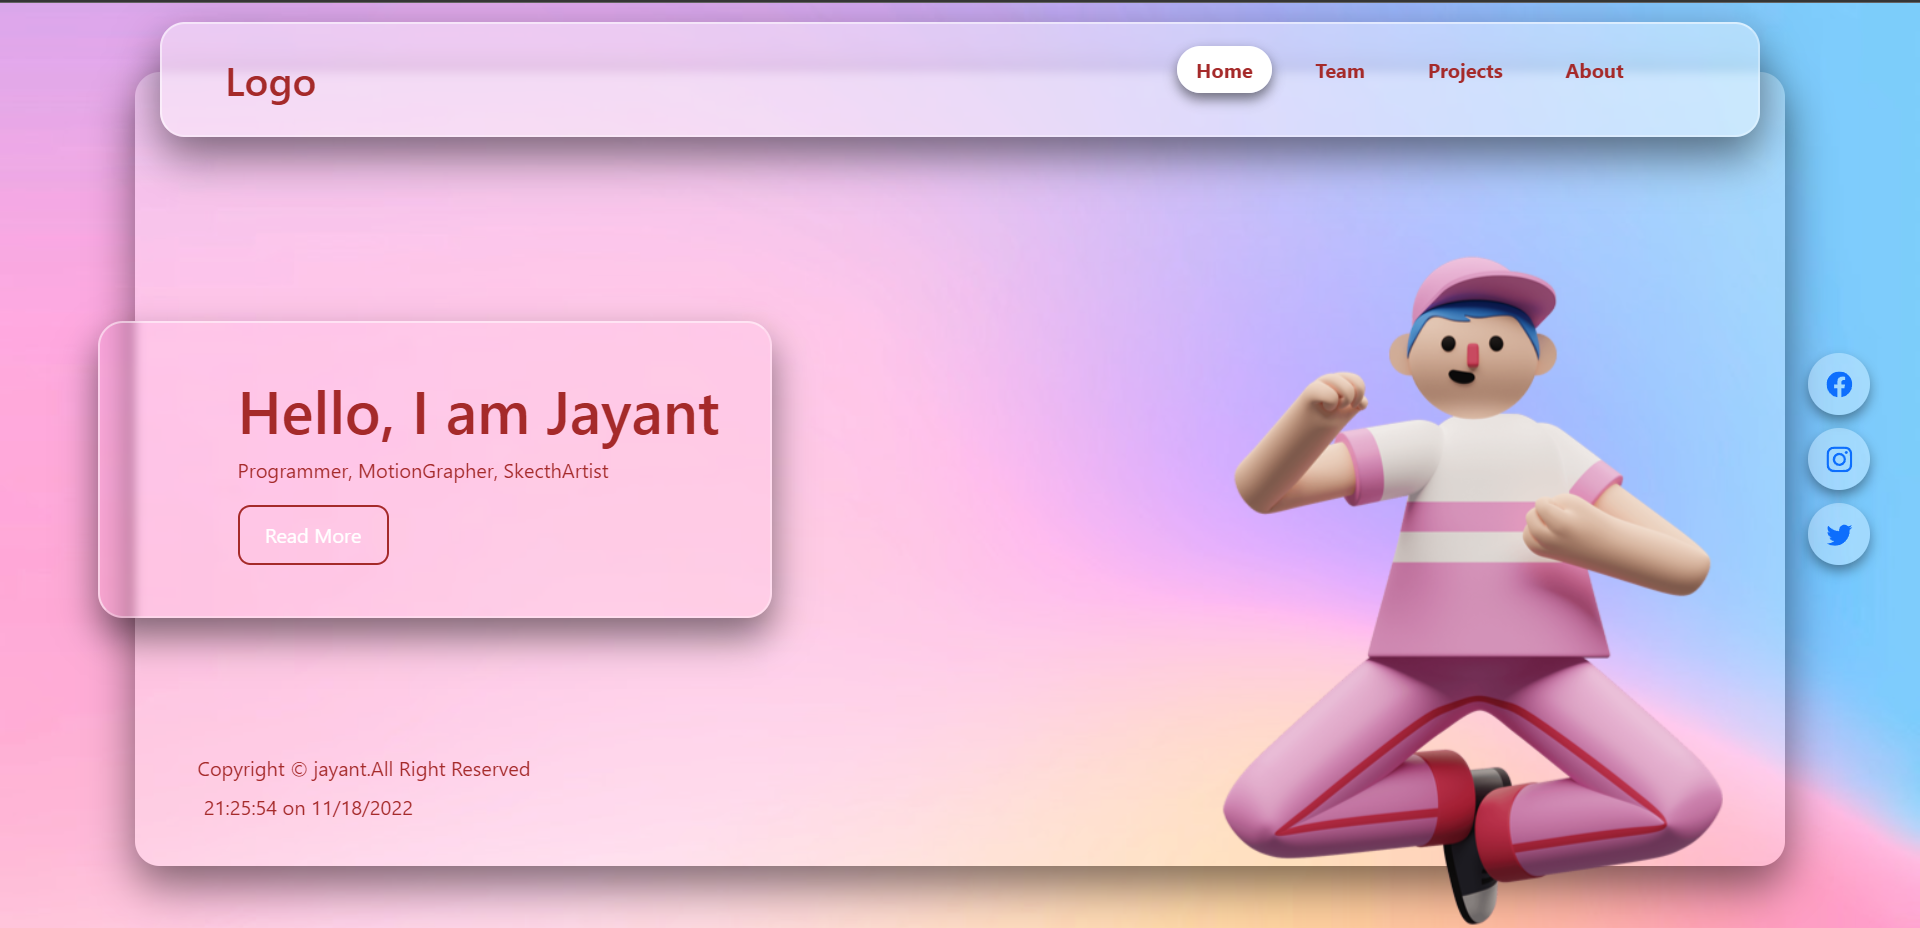 Logo
Home
Team
Projects
About
Hello, I am Jayant
Programmer, MotionGrapher, SkecthArtist
Read More
Copyright © jayant.All Right Reserved
21:25:54 on 11/18/2022